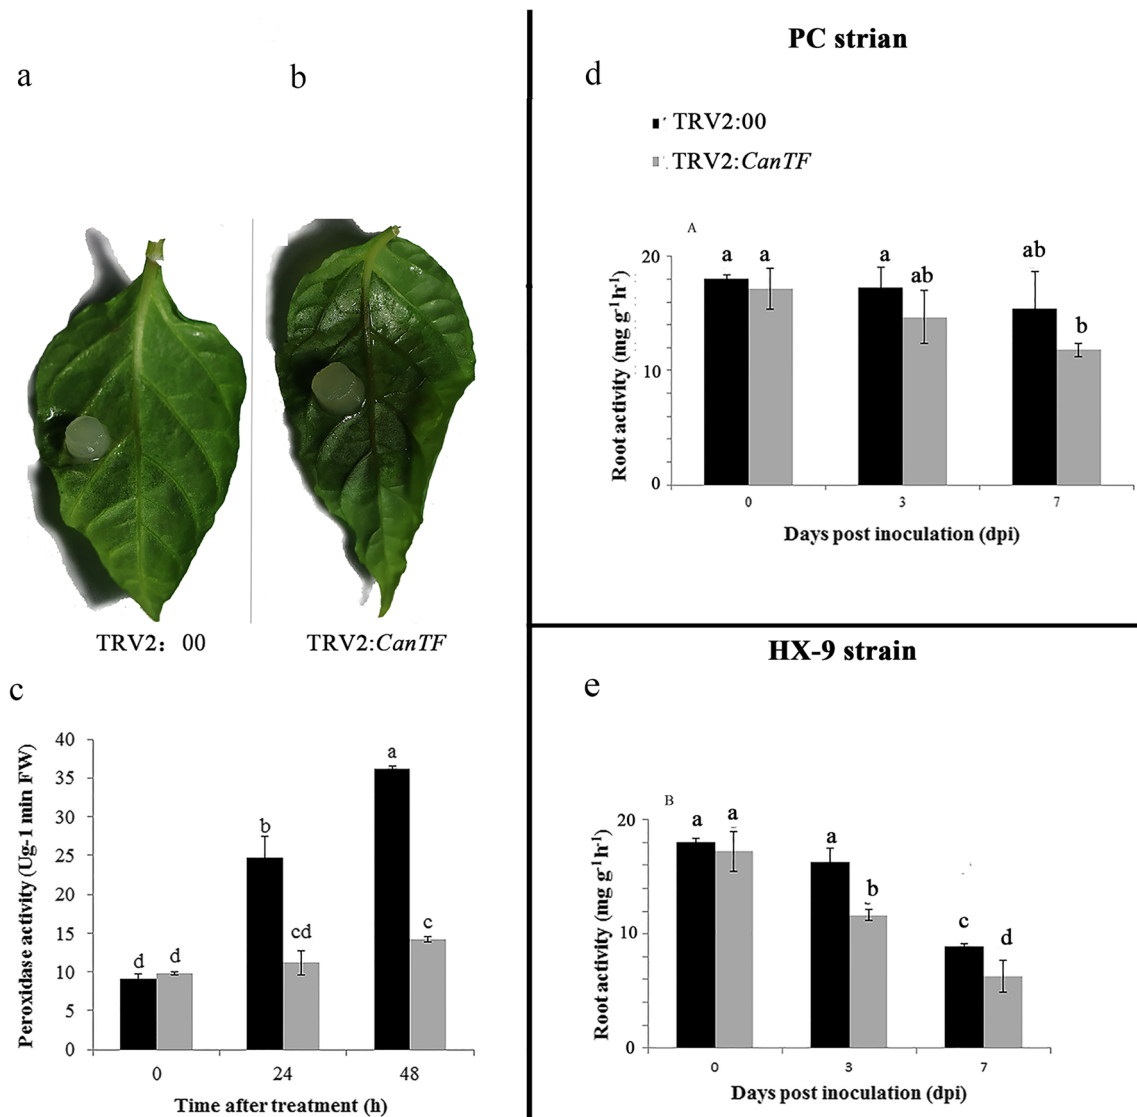 a
b
TRV2：00
TRV2:CanTF
c
Peroxidase activity (Ug-1 min FW)
40
35
30
25
20
15
10
5
0
d
d
b
cd
a
c
0
24
48
Time after treatment (h)
PC strian
d
TRV2:00
TRV2:CanTF
A
Root activity (mg g-1 h-1)
20
10
0
a
a
a
ab
ab
b
0
3
7
Days post inoculation (dpi)
HX-9 strain
e
B
Root activity (mg g-1 h-1)
20
10
0
a
a
a
b
c
d
0
3
7
Days post inoculation (dpi)